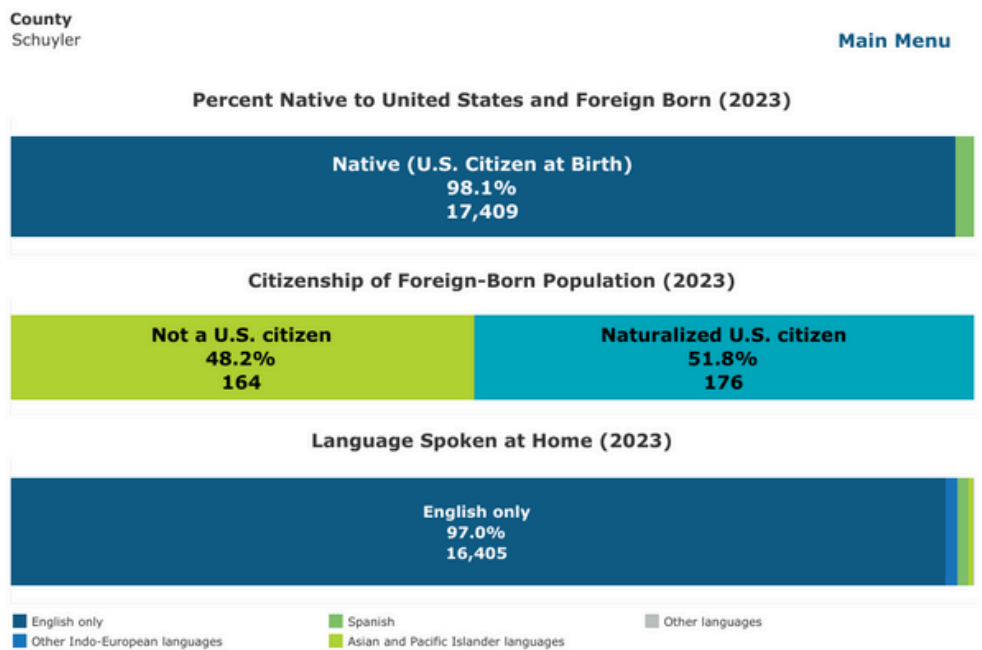 County
Schuyler
Main Menu
Percent Native to United States and Foreign Born (2023)
Native (U.S. Citizen at Birth)
98.1%
17,409
Citizenship of Foreign-Born Population (2023)
Not a U.S. citizen
48.2%
164
Naturalized U.S. citizen
51.8%
176
Language Spoken at Home (2023)
English only
97.0%
16,405
English only
Spanish
Other languages
Other Indo-European languages
Asian and Pacific Islander languages